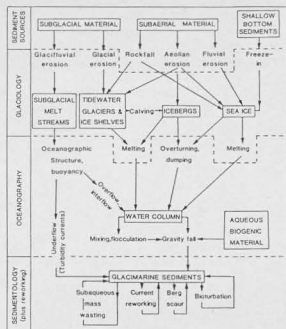 SEDIMENT SOURCES
SUBGLACIAL MATERIAL
SUBAERIAL MATERIAL
SHALLOW
BOTTOM
SEDIMENTS
GLACIOLOGY
Glacifluvial
erosion
Glacial
erosion
Rockfall
Aeolian
erosion
Fluvial
erosion
Freeze-
in
SUBGLACIAL
MELT
STREAMS
TIDEWATER
GLACIERS &
ICE SHELVES
Calving
ICEBERGS
SEA ICE
OCEANOGRAPHY
Oceanographic
Structure,
buoyancy
Melting
Overturning,
dumping
Melting
Overflow
interflow
Underflow
(Turbidity currents)
WATER COLUMN
AQUEOUS
BIOGENIC
MATERIAL
Mixing, flocculation
Gravity fall
SEDIMENTOLOGY
(plus reworking)
GLACIMARINE SEDIMENTS
Subaqueous
mass
wasting
Current
reworking
Berg
scour
Bioturbation